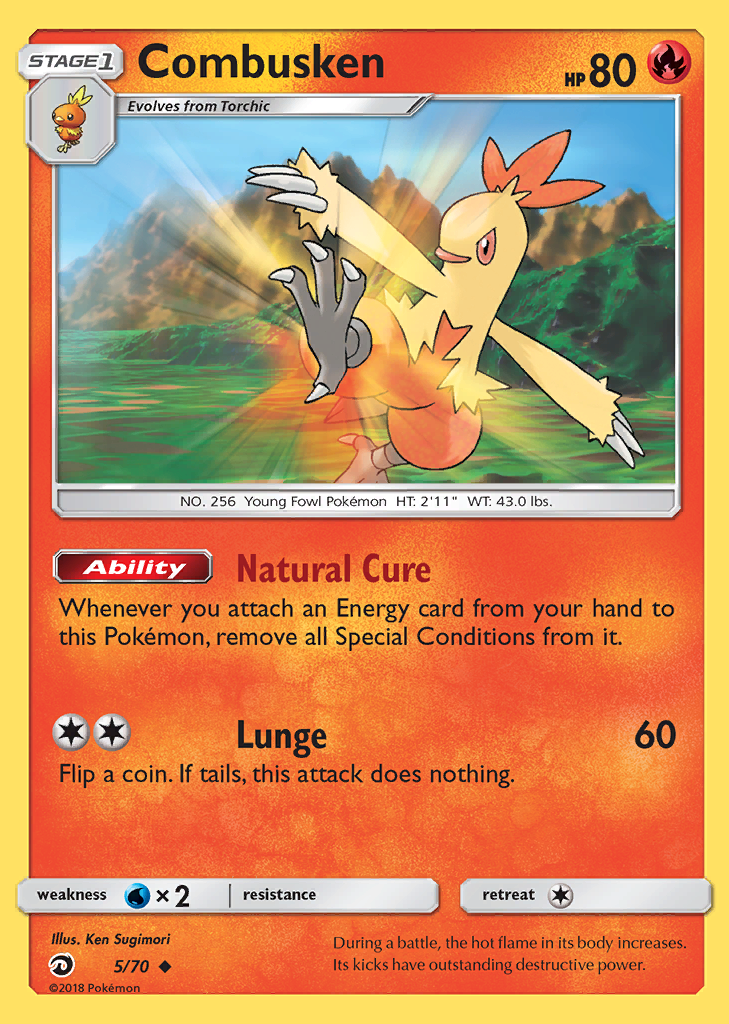 STAGE1
Combusken
HP 80
Evolves from Torchic
NO. 256 Young Fowl Pokémon HT: 2'11" WT: 43.0 lbs.
Ability Natural Cure
Whenever you attach an Energy card from your hand to
this Pokémon, remove all Special Conditions from it.
Lunge 60
Flip a coin. If tails, this attack does nothing.
weakness × 2 resistance retreat
Illus. Ken Sugimori
5/70
©2018 Pokémon
During a battle, the hot flame in its body increases.
Its kicks have outstanding destructive power.